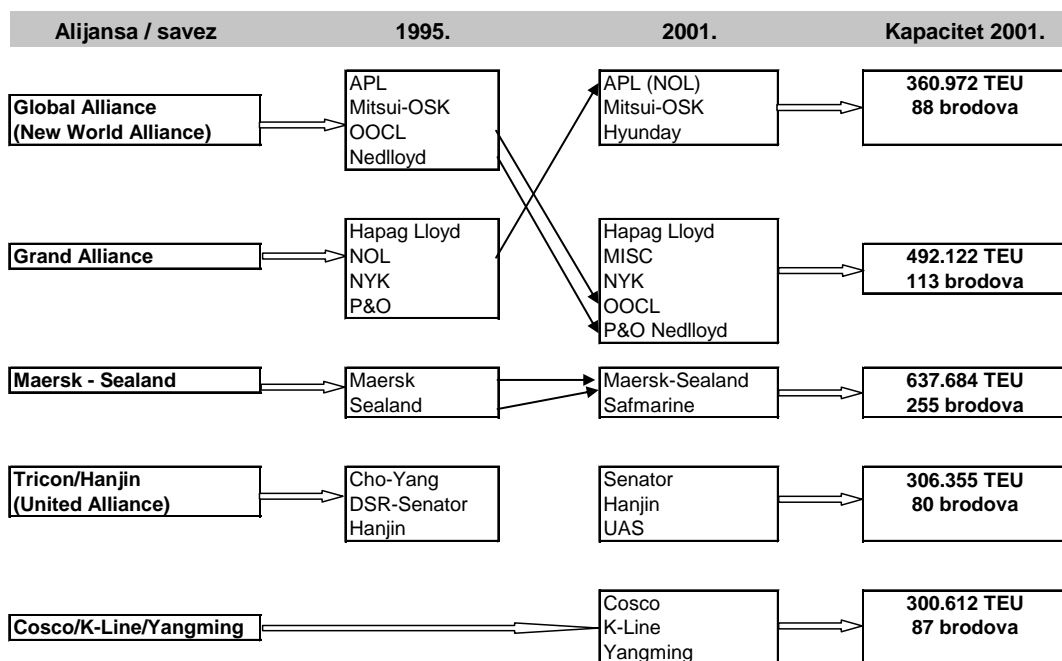 Alijansa / savez 1995. 2001. Kapacitet 2001.
Global Alliance
(New World Alliance)
APL
Mitsui-OSK
OOCL
Nedlloyd
APL (NOL)
Mitsui-OSK
Hyunday
360.972 TEU
88 brodova
Grand Alliance
Hapag Lloyd
NOL
NYK
P&O
Hapag Lloyd
MISC
NYK
OOCL
P&O Nedlloyd
492.122 TEU
113 brodova
Maersk - Sealand
Maersk
Sealand
Maersk-Sealand
Safmarine
637.684 TEU
255 brodova
Tricon/Hanjin
(United Alliance)
Cho-Yang
DSR-Senator
Hanjin
Senator
Hanjin
UAS
306.355 TEU
80 brodova
Cosco/K-Line/Yangming
Cosco
K-Line
Yangming
300.612 TEU
87 brodova